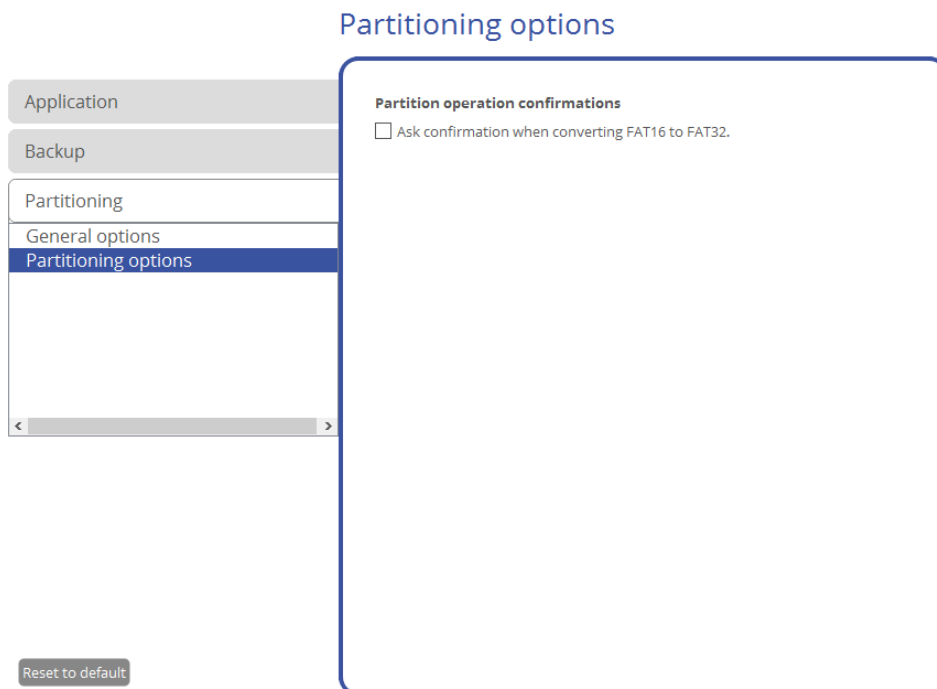 Partitioning options
Application
Backup
Partitioning
General options
Partitioning options
Partition operation confirmations
Ask confirmation when converting FAT16 to FAT32.
Reset to default